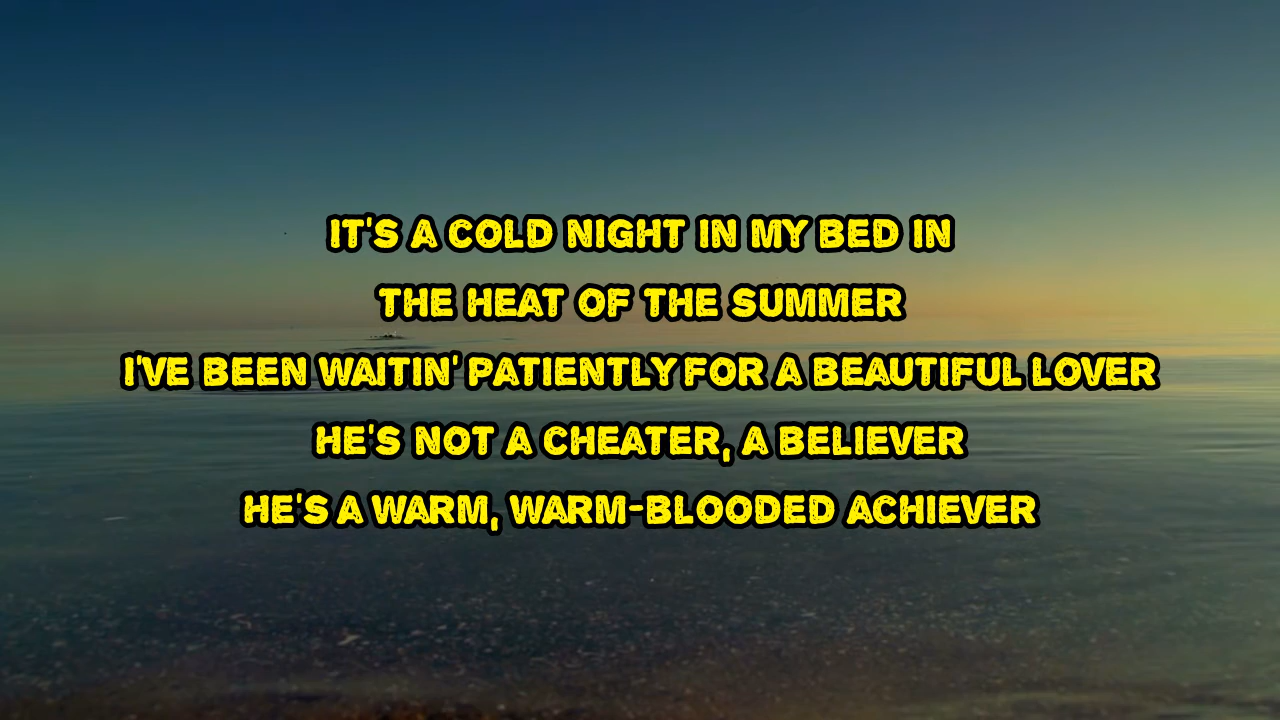 IT'S A COLD NIGHT IN MY BED IN
THE HEAT OF THE SUMMER
I'VE BEEN WAITIN' PATIENTLY FOR A BEAUTIFUL LOVER
HE'S NOT A CHEATER, A BELIEVER
HE'S A WARM, WARM-BLOODED ACHIEVER